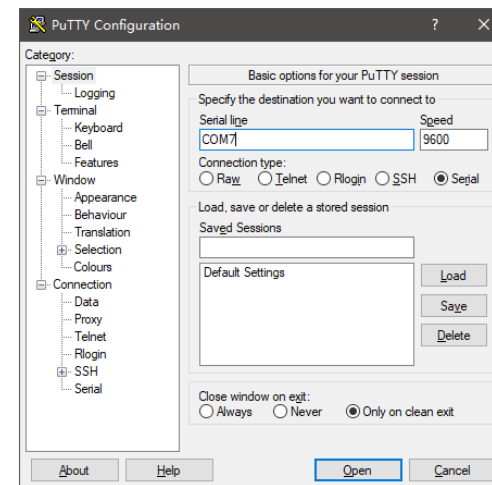 PuTTY Configuration
Category:
Session
Logging
Terminal
Keyboard
Bell
Features
Window
Appearance
Behaviour
Translation
Selection
Colours
Connection
Data
Proxy
Telnet
Rlogin
SSH
Serial
Basic options for your PuTTY session
Specify the destination you want to connect to
Serial line Speed
COM7 9600
Connection type:
Raw Telnet Rlogin SSH Serial
Load, save or delete a stored session
Saved Sessions
Default Settings
Load
Save
Delete
Close window on exit:
Always Never Only on clean exit
About Help Open Cancel